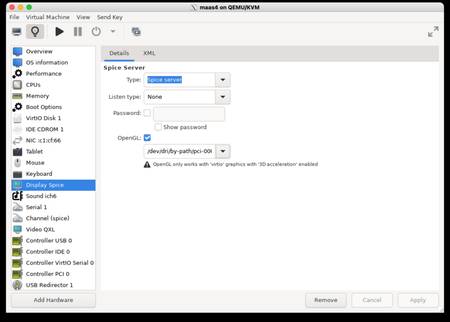 maas4 on QEMU/KVM
File Virtual Machine View Send Key
Overview
OS information
Performance
CPUs
Memory
Boot Options
VirtIO Disk 1
IDE CDROM 1
NIC :c1:cf:66
Tablet
Mouse
Keyboard
Display Spice
Sound ich6
Serial 1
Channel (spice)
Video QXL
Controller USB 0
Controller IDE 0
Controller VirtIO Serial 0
Controller PCI 0
USB Redirector 1
Add Hardware
Details XML
Spice Server
Type: Spice server
Listen type: None
Password:
Show password
OpenGL:
/dev/dri/by-path/pci-00(
OpenGL only works with 'virtio' graphics with '3D acceleration' enabled
Remove Cancel Apply